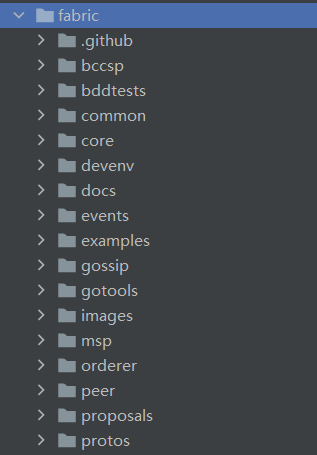 fabric
.github
bccsp
bddtests
common
core
devenv
docs
events
examples
gossip
gotools
images
msp
orderer
peer
proposals
protos